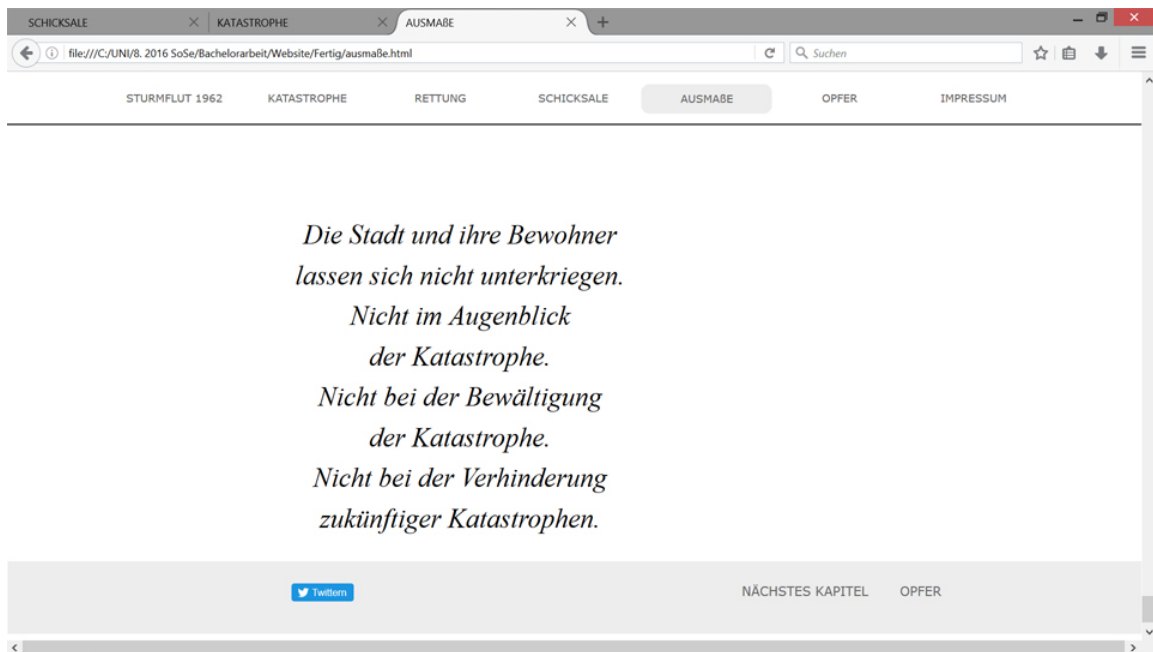 SCHICKSALE KATASTROPHE AUSMAßE
file:///C:/UNI/8. 2016 SoSe/Bachelorarbeit/Website/Fertig/ausmaße.html Suchen
STURMFLUT 1962 KATASTROPHE RETTUNG SCHICKSALE AUSMAßE OPFER IMPRESSUM
Die Stadt und ihre Bewohner
lassen sich nicht unterkriegen.
Nicht im Augenblick
der Katastrophe.
Nicht bei der Bewältigung
der Katastrophe.
Nicht bei der Verhinderung
zukünftiger Katastrophen.
Twittern NÄCHSTES KAPITEL OPFER